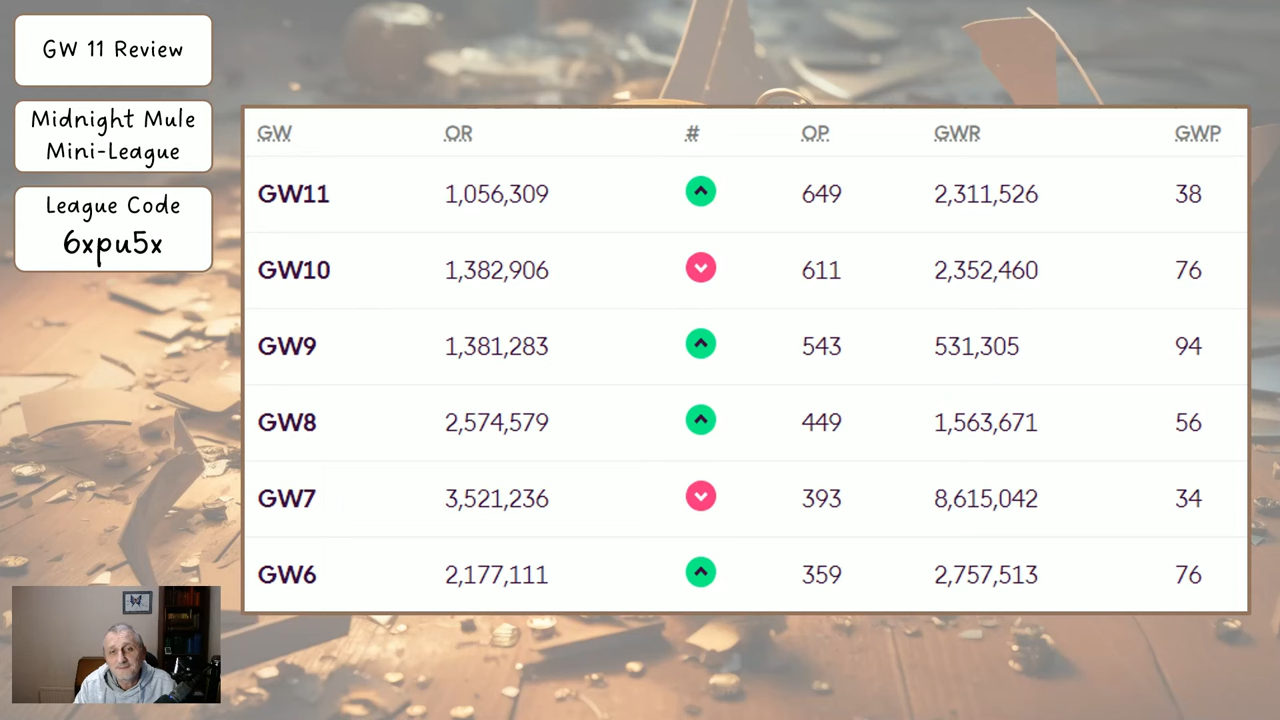 GW 11 Review
Midnight Mule
Mini-League
League Code
6xpu5x
GW OR # OP GWR GWP
GW11 1,056,309 649 2,311,526 38
GW10 1,382,906 611 2,352,460 76
GW9 1,381,283 543 531,305 94
GW8 2,574,579 449 1,563,671 56
GW7 3,521,236 393 8,615,042 34
GW6 2,177,111 359 2,757,513 76